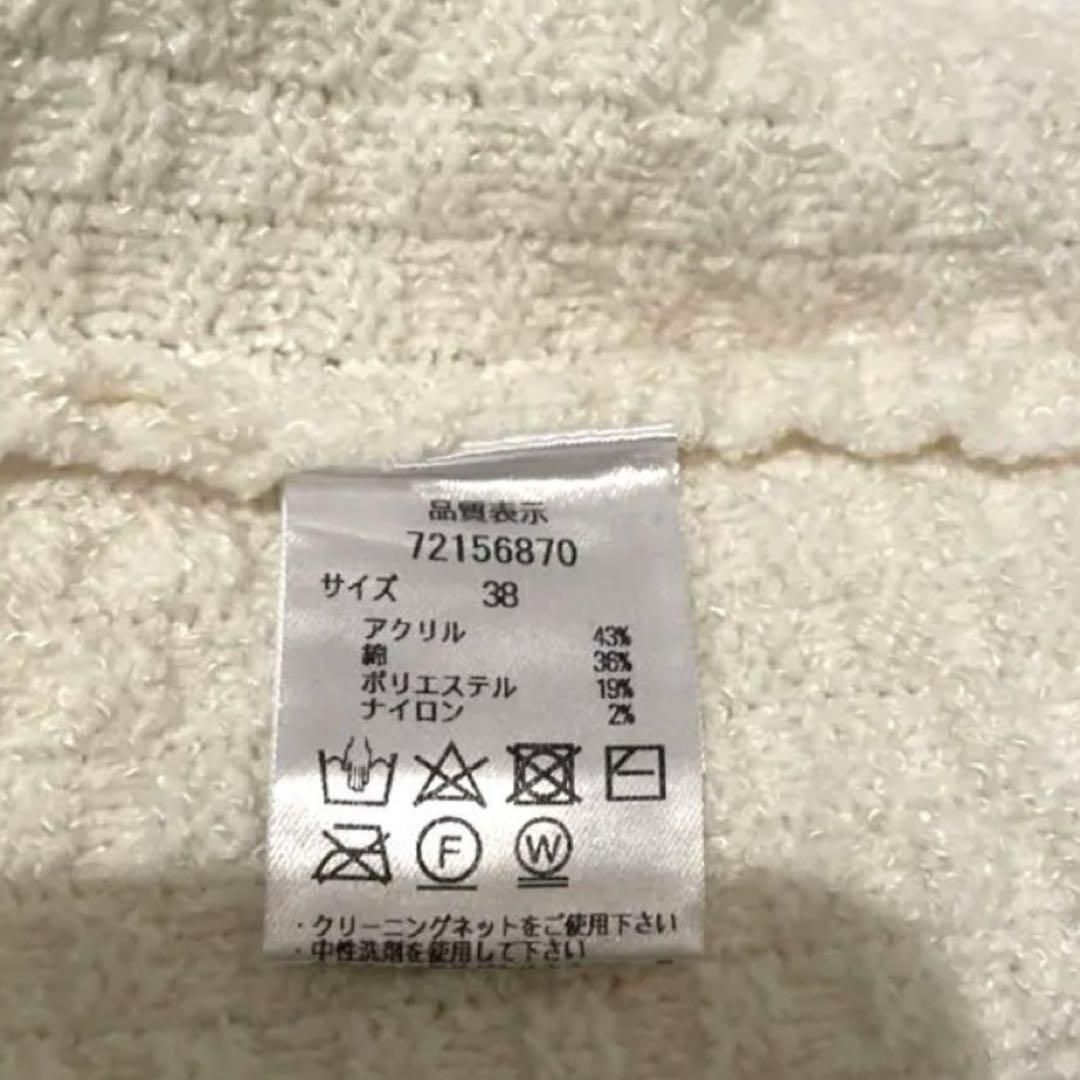 品質表示
72156870
サイズ 38
アクリル 43%
綿 36%
ポリエステル 19%
ナイロン 2%
F W
・クリーニングネットをご使用下さい
・中性洗剤を使用して下さい